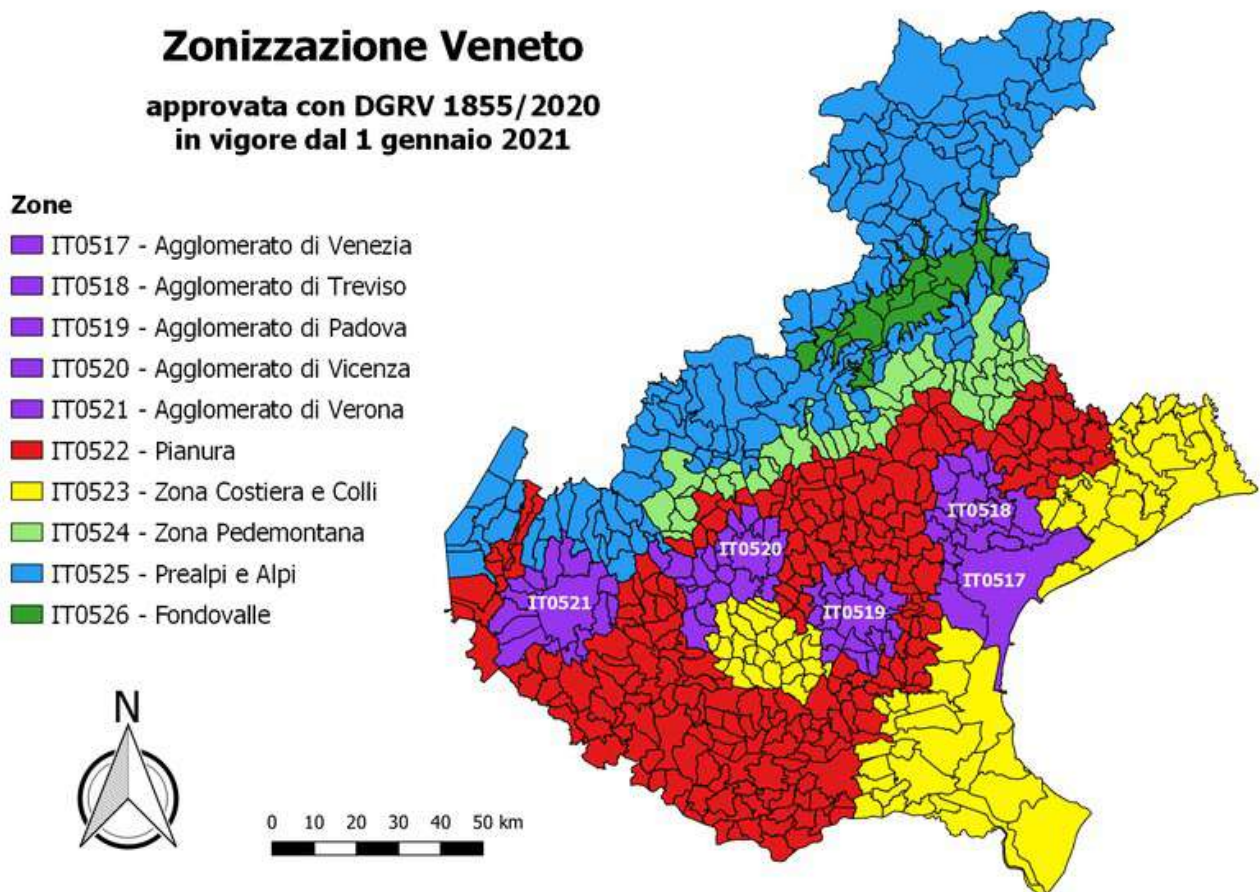 Zonizzazione Veneto
approvata con DGRV 1855/2020
in vigore dal 1 gennaio 2021
Zone
IT0517 - Agglomerato di Venezia
IT0518 - Agglomerato di Treviso
IT0519 - Agglomerato di Padova
IT0520 - Agglomerato di Vicenza
IT0521 - Agglomerato di Verona
IT0522 - Pianura
IT0523 - Zona Costiera e Colli
IT0524 - Zona Pedemontana
IT0525 - Prealpi e Alpi
IT0526 - Fondovalle
IT0518
IT0520
IT0517
IT0521
IT0519
N
0 10 20 30 40 50 km